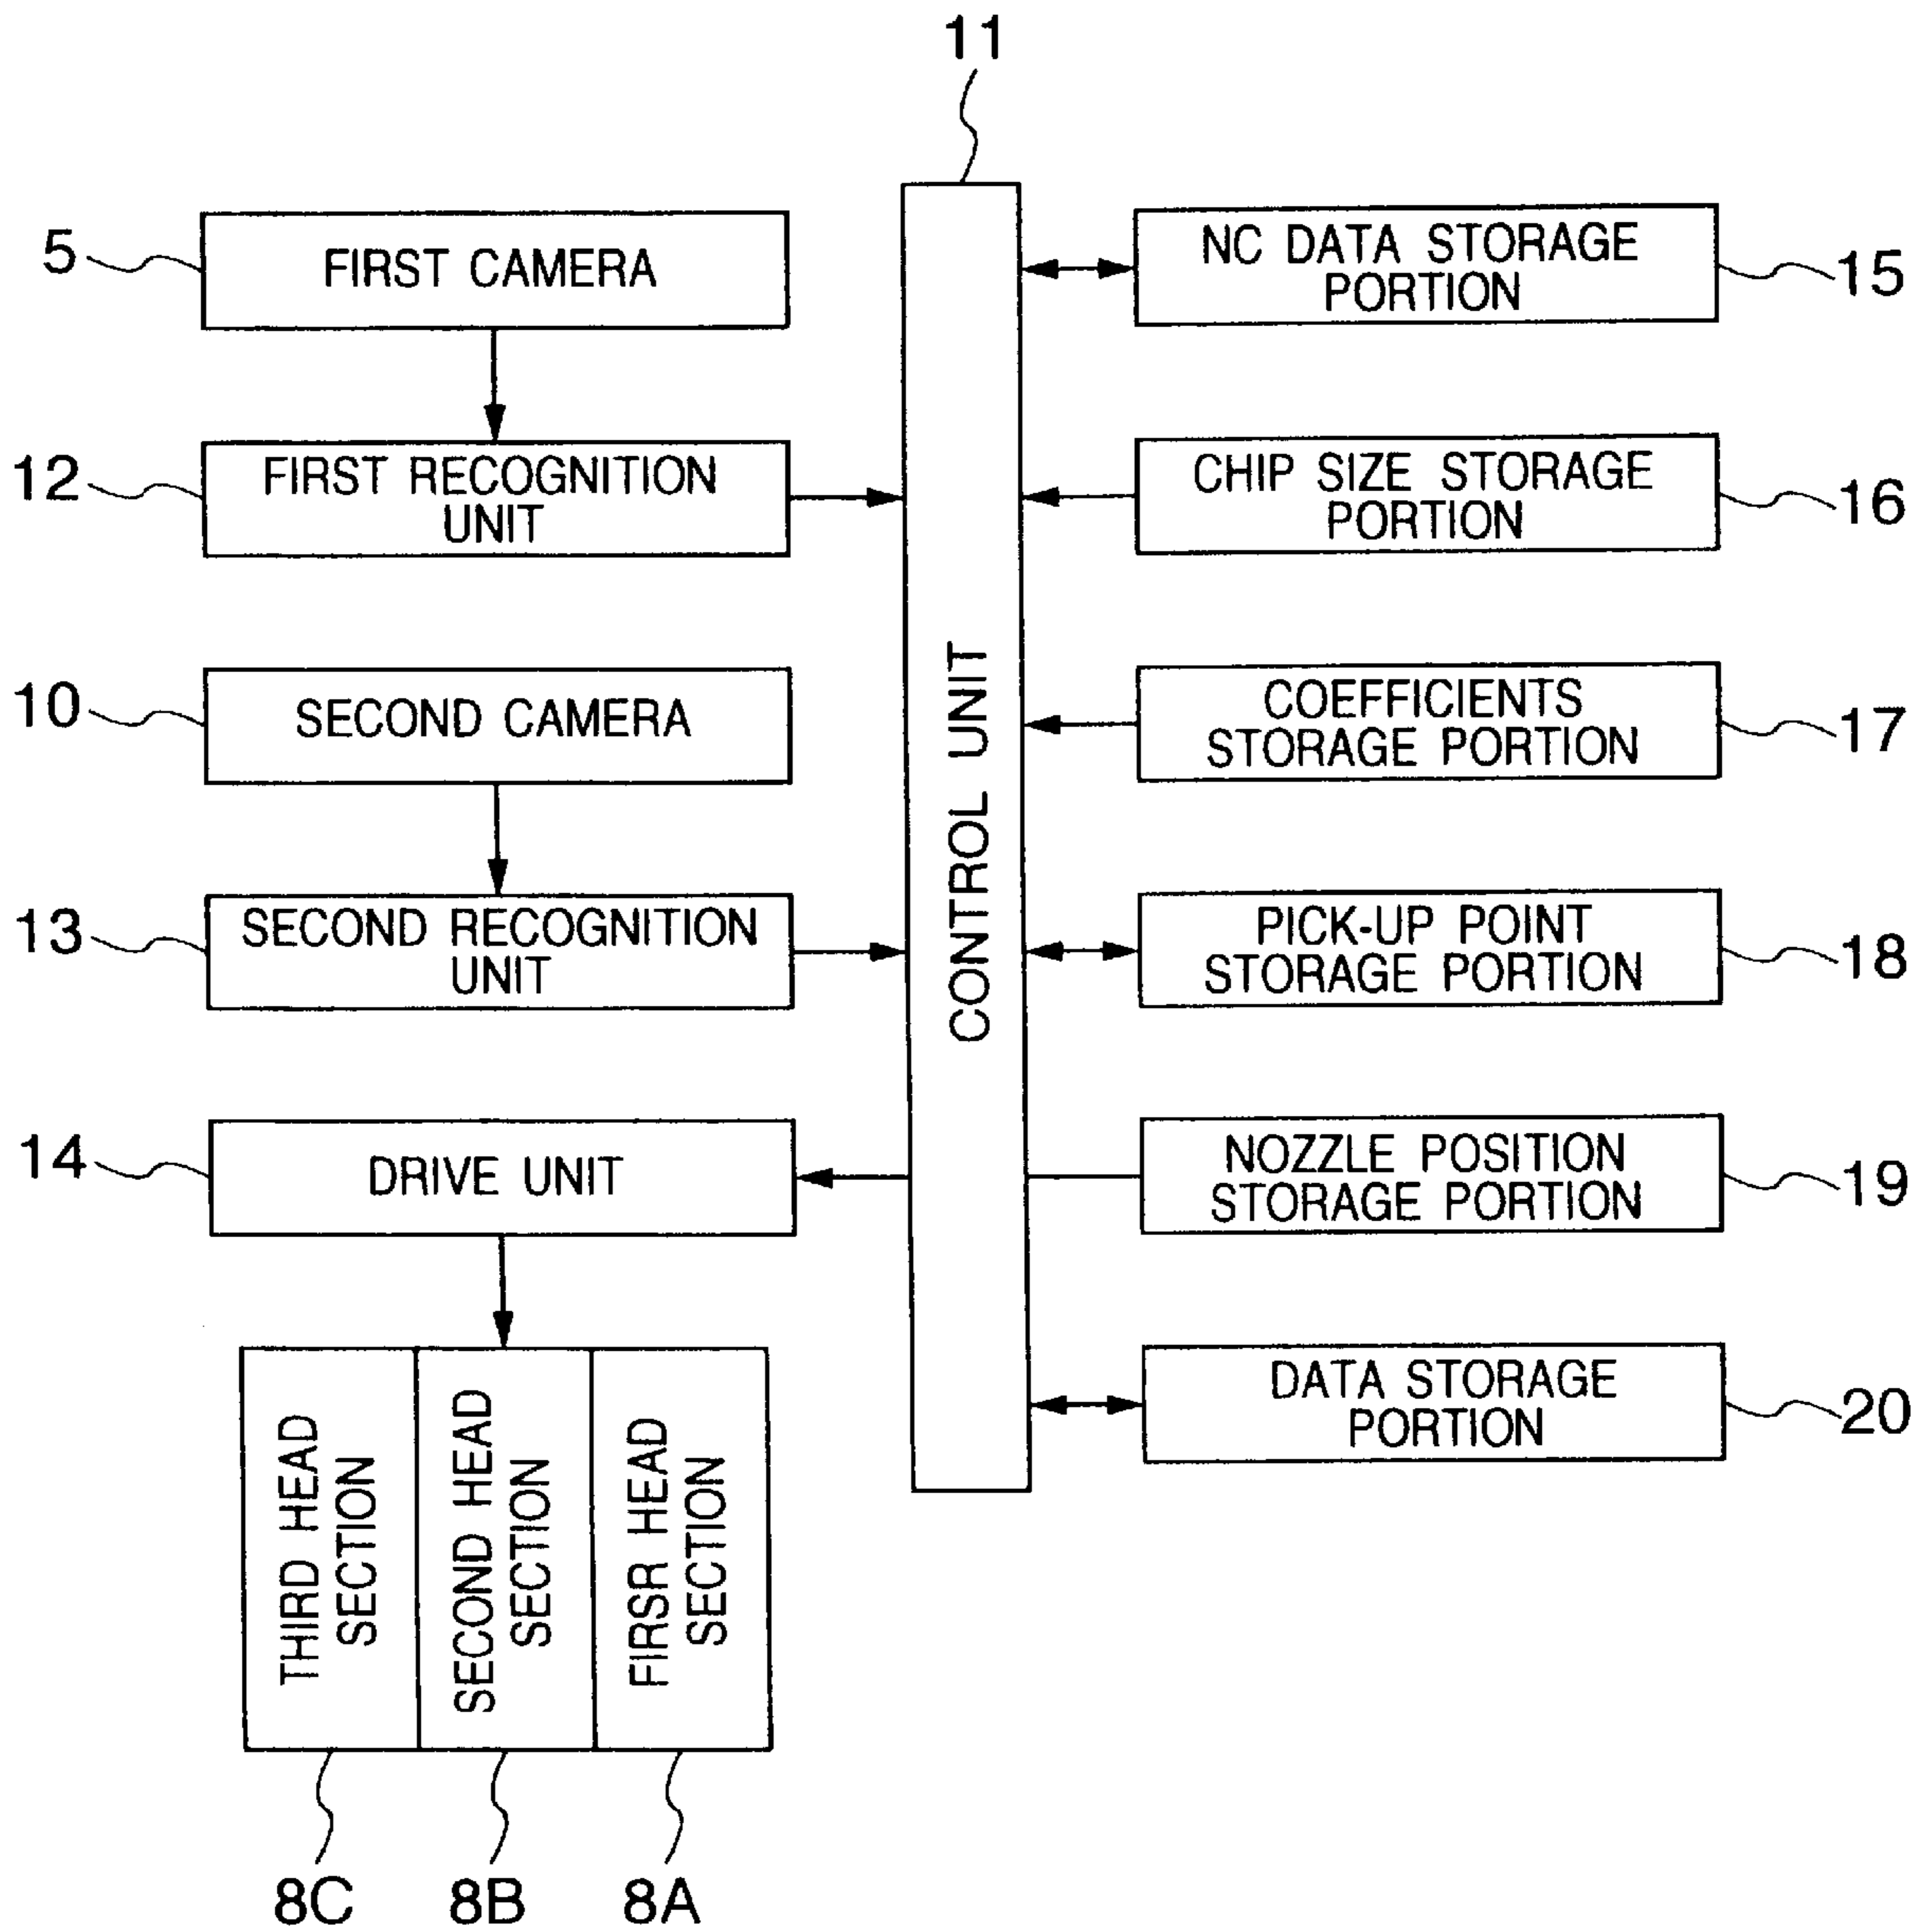 11
5
FIRST CAMERA
NC DATA STORAGE
PORTION
15
12
FIRST RECOGNITION
UNIT
CHIP SIZE STORAGE
PORTION
16
10
SECOND CAMERA
CONTROL UNIT
COEFFICIENTS
STORAGE PORTION
17
13
SECOND RECOGNITION
UNIT
PICK-UP POINT
STORAGE PORTION
18
14
DRIVE UNIT
NOZZLE POSITION
STORAGE PORTION
19
DATA STORAGE
PORTION
20
THIRD HEAD
SECTION
SECOND HEAD
SECTION
FIRSR HEAD
SECTION
8C
8B
8A